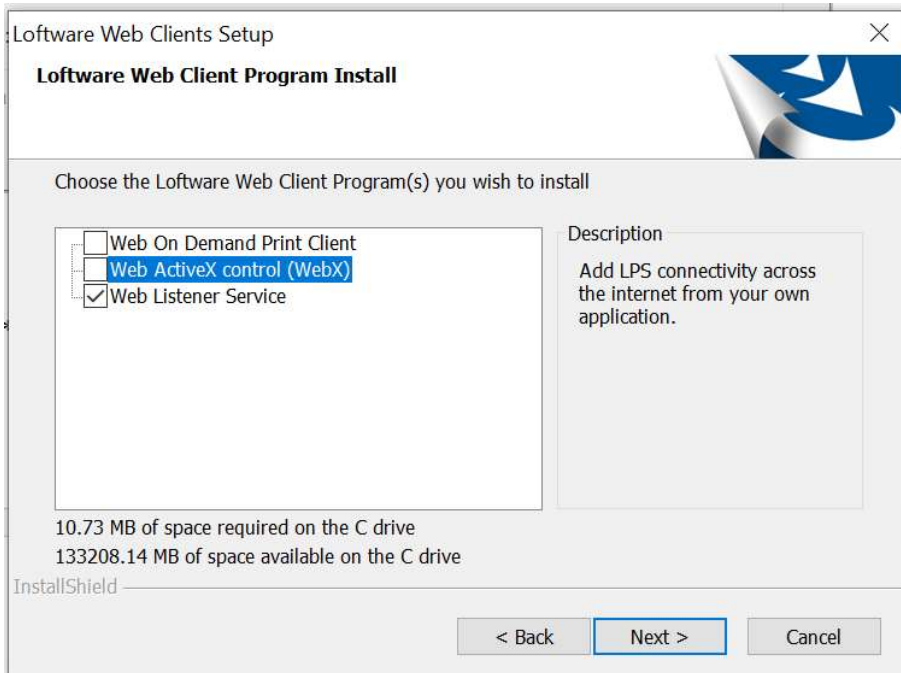 Loftware Web Clients Setup
Loftware Web Client Program Install
Choose the Loftware Web Client Program(s) you wish to install
Web On Demand Print Client
Web ActiveX control (WebX)
Web Listener Service
Description
Add LPS connectivity across
the internet from your own
application.
10.73 MB of space required on the C drive
133208.14 MB of space available on the C drive
InstallShield
< Back
Next >
Cancel